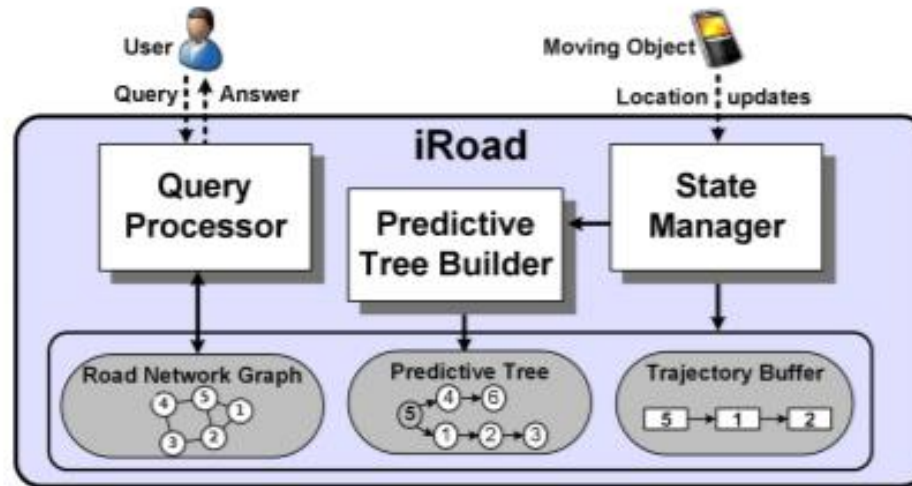 User
Moving Object
Query
Answer
Location updates
iRoad
Query
Processor
Predictive
Tree Builder
State
Manager
Road Network Graph
4
5
1
3
2
Predictive Tree
5
4
6
1
2
3
Trajectory Buffer
5
1
2